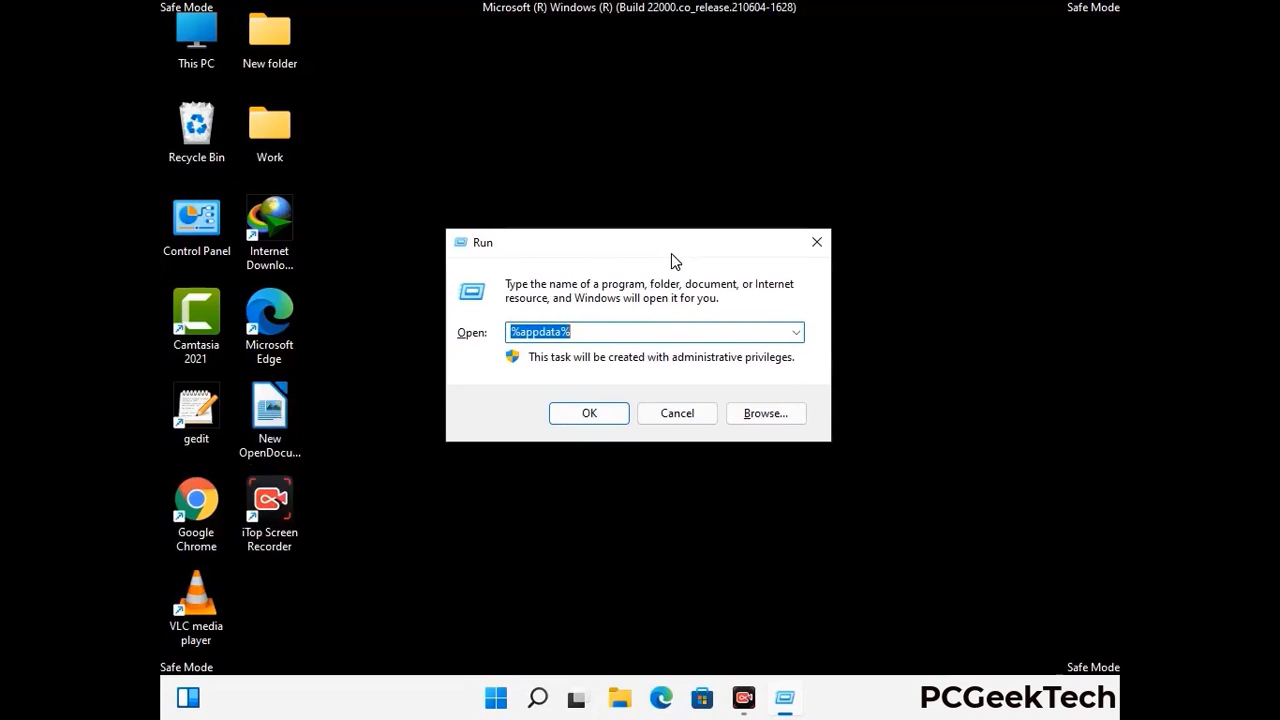 Safe Mode
Microsoft (R) Windows (R) (Build 22000.co_release.210604-1628)
Safe Mode
This PC
New folder
Recycle Bin
Work
Control Panel
Internet
Downlo...
Camtasia
2021
Microsoft
Edge
gedit
New
OpenDocu...
Google
Chrome
iTop Screen
Recorder
VLC media
player
Run
Type the name of a program, folder, document, or Internet
resource, and Windows will open it for you.
Open:
%appdata%
This task will be created with administrative privileges.
OK
Cancel
Browse...
Safe Mode
Safe Mode
PCGeekTech